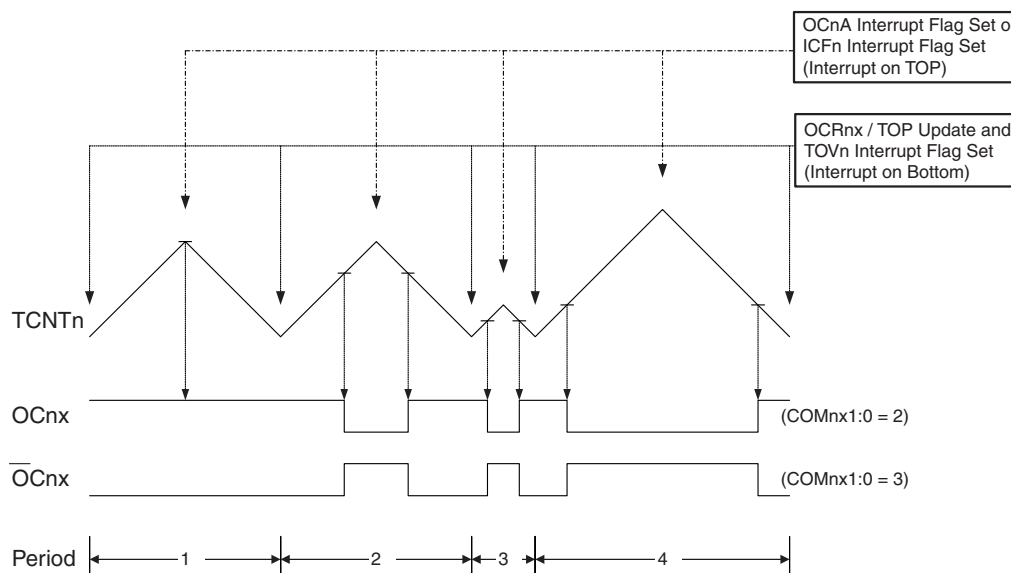 OCnA Interrupt Flag Set o
ICFn Interrupt Flag Set
(Interrupt on TOP)
OCRnx / TOP Update and
TOVn Interrupt Flag Set
(Interrupt on Bottom)
TCNTn
OCnx
(COMnx1:0 = 2)
O̅Cnx
(COMnx1:0 = 3)
Period
1
2
3
4